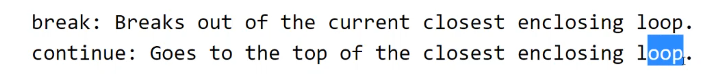 break: Breaks out of the current closest enclosing loop.
continue: Goes to the top of the closest enclosing loop.